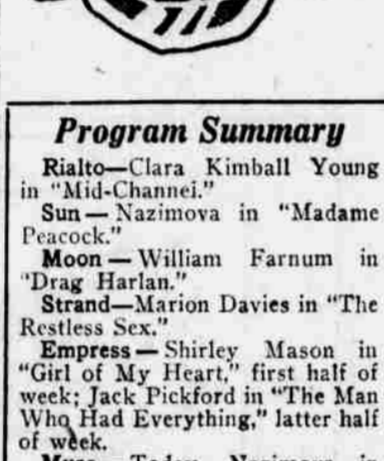 Program Summary
Rialto—Clara Kimball Young
in "Mid-Channel."
Sun — Nazimova in "Madame
Peacock."
Moon — William Farnum in
"Drag Harlan."
Strand—Marion Davies in "The
Restless Sex."
Empress — Shirley Mason in
"Girl of My Heart," first half of
week; Jack Pickford in "The Man
Who Had Everything," latter half
of week.